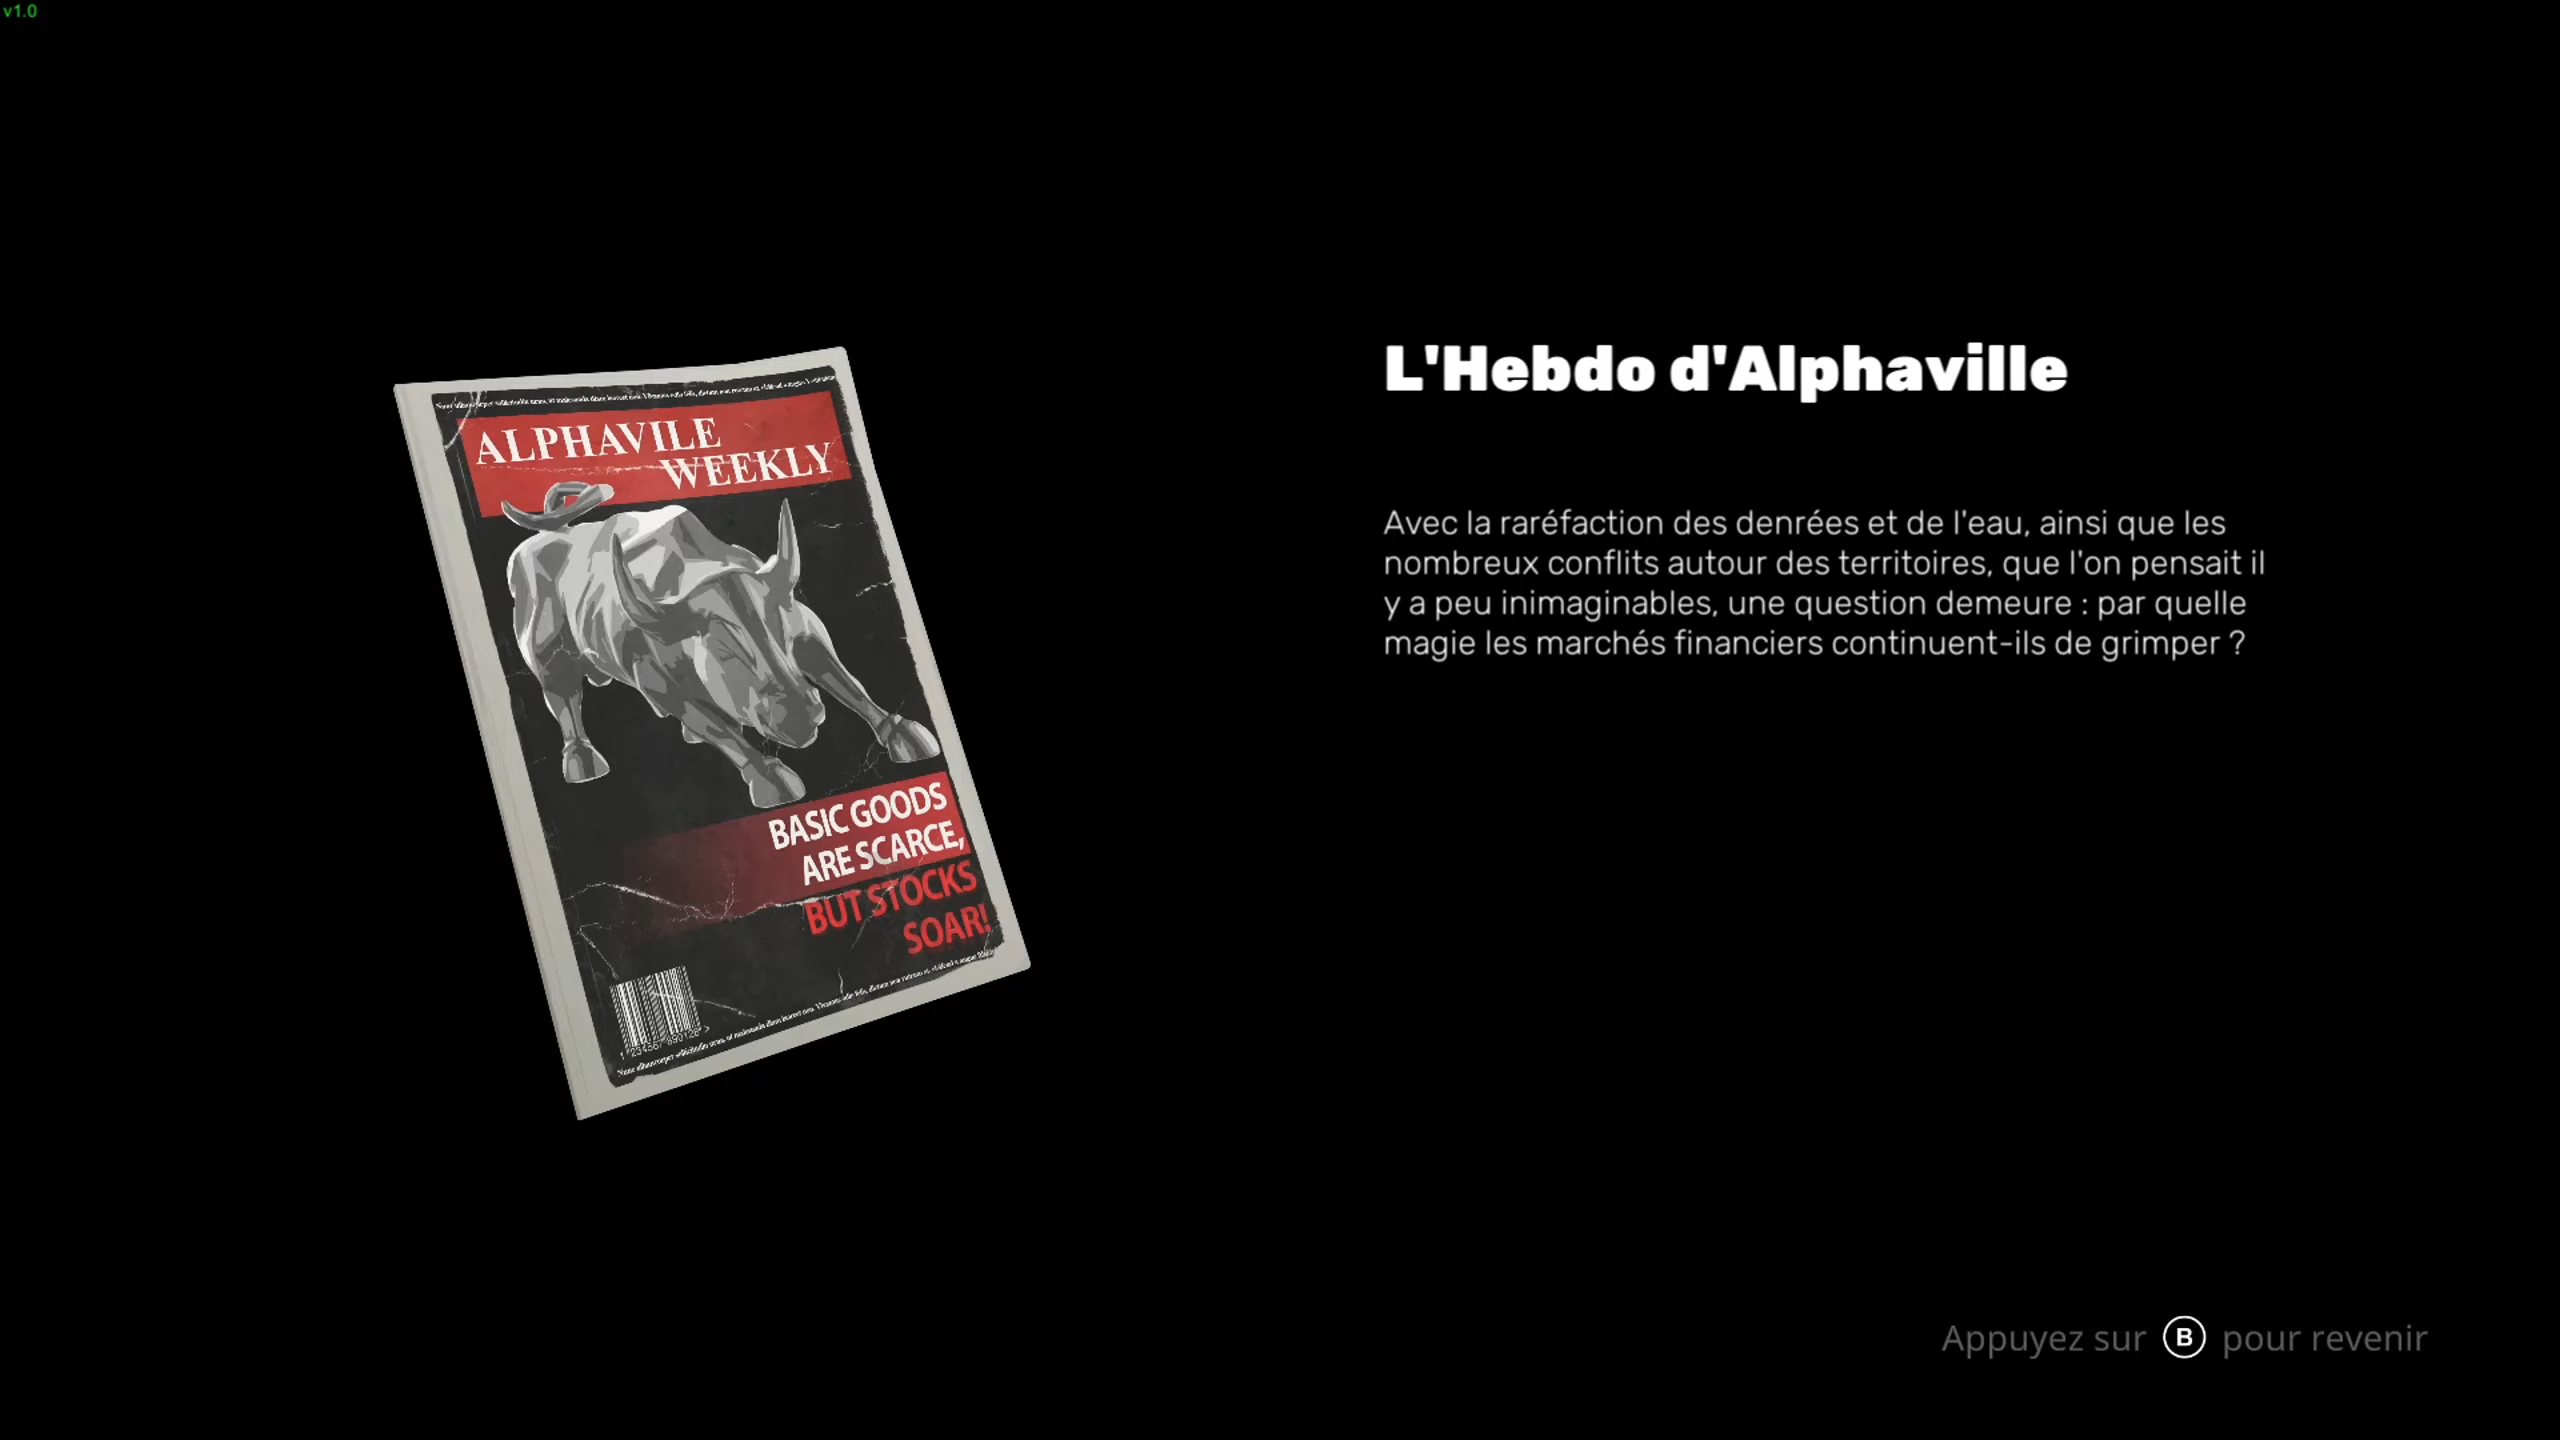 v1.0
ALPHAVILE
WEEKLY
BASIC GOODS
ARE SCARCE,
BUT STOCKS
SOAR!
L'Hebdo d'Alphaville
Avec la raréfaction des denrées et de l'eau, ainsi que les
nombreux conflits autour des territoires, que l'on pensait il
y a peu inimaginables, une question demeure : par quelle
magie les marchés financiers continuent-ils de grimper ?
Appuyez sur B pour revenir